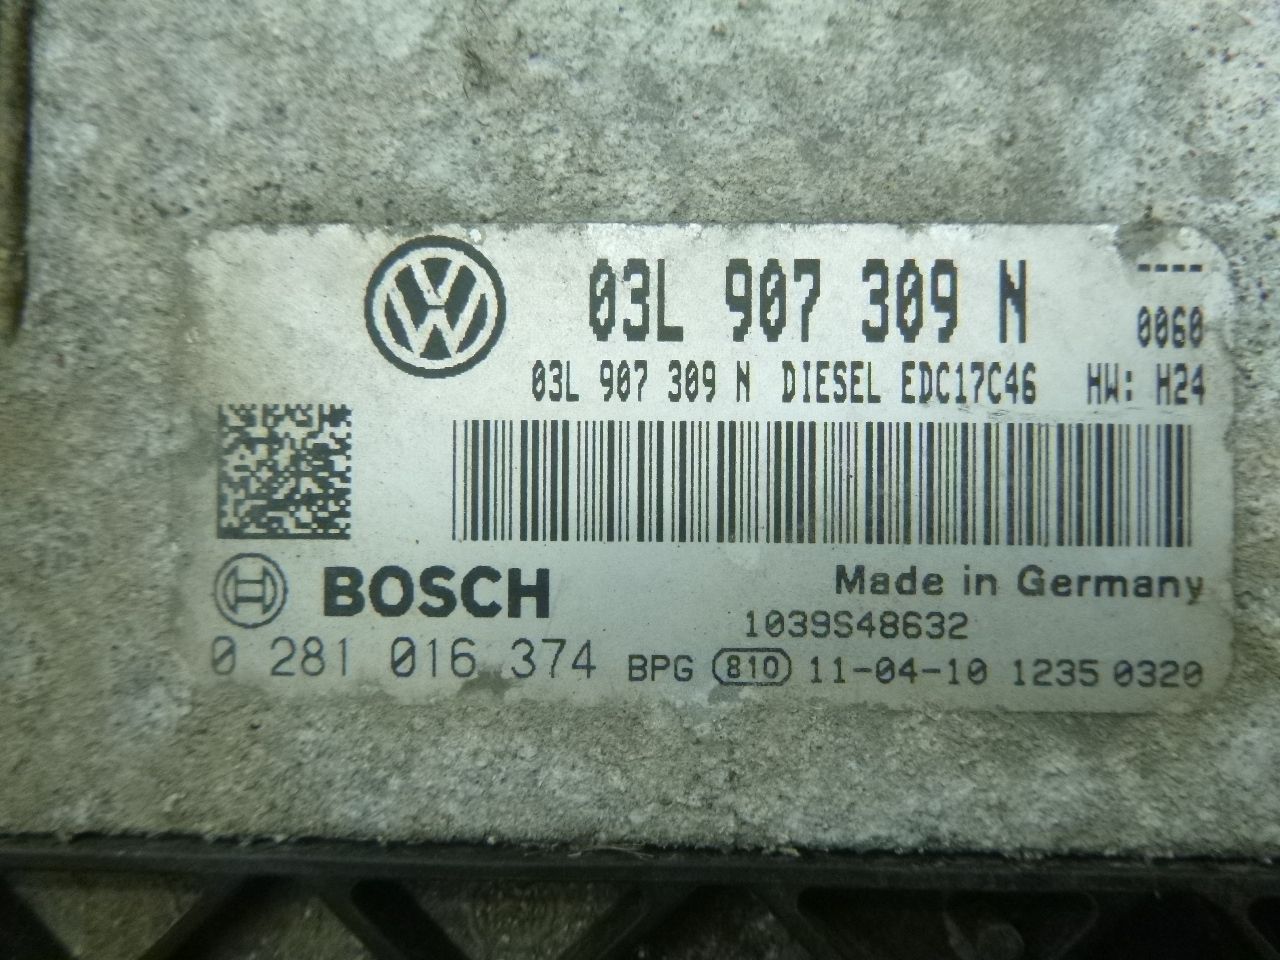 03L 907 309 N ----
0060
03L 907 309 N DIESEL EDC17C46 HW: H24
BOSCH Made in Germany
1039S48632
0 281 016 374 BPG 810 11-04-10 1235 0320